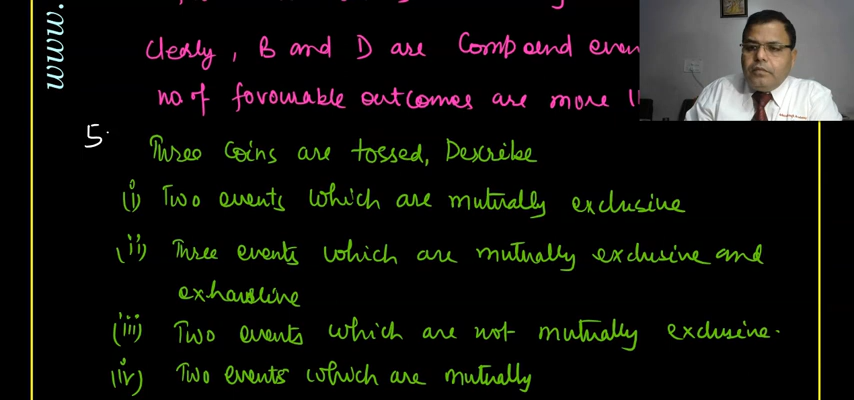 www.
Clearly, B and D are Compound even
no. of favourable outcomes are more
5.
Three Coins are tossed, Describe
(i) Two events which are mutually exclusive
(ii) Three events which are mutually exclusive and
exhaustive
(iii) Two events which are not mutually exclusive.
(iv) Two events which are mutually